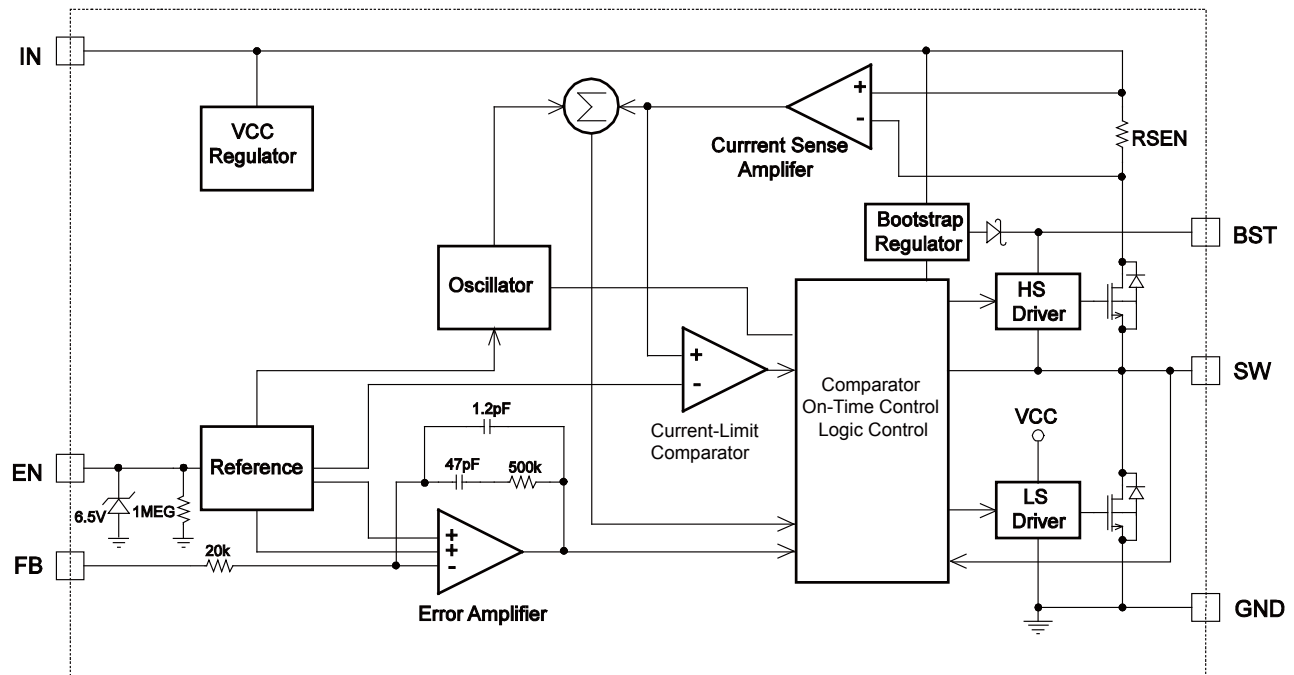 IN
VCC
Regulator
Σ
+
-
Currrent Sense
Amplifer
RSEN
Bootstrap
Regulator
BST
Oscillator
HS
Driver
+
-
Current-Limit
Comparator
Comparator
On-Time Control
Logic Control
SW
VCC
1.2pF
47pF
500k
EN
Reference
6.5V
1MEG
LS
Driver
FB
20k
+
+
-
Error Amplifier
GND